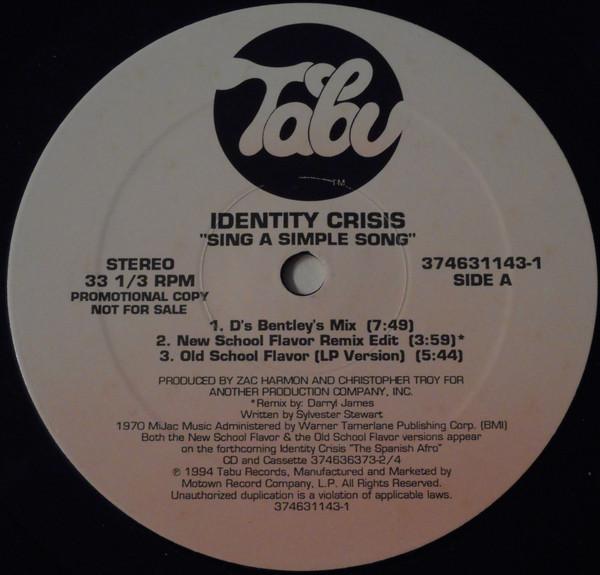 Tabu
TM
IDENTITY CRISIS
"SING A SIMPLE SONG"
STEREO
33 1/3 RPM
PROMOTIONAL COPY
NOT FOR SALE
374631143-1
SIDE A
1. D's Bentley's Mix (7:49)
2. New School Flavor Remix Edit (3:59)*
3. Old School Flavor (LP Version) (5:44)
PRODUCED BY ZAC HARMON AND CHRISTOPHER TROY FOR
ANOTHER PRODUCTION COMPANY, INC.
*Remix by: Darryl James
Written by Sylvester Stewart
1970 MiJac Music Administered by Warner Tamerlane Publishing Corp. (BMI)
Both the New School Flavor & the Old School Flavor versions appear
on the forthcoming Identity Crisis "The Spanish Afro"
CD and Cassette 374636373-2/4
℗ 1994 Tabu Records, Manufactured and Marketed by
Motown Record Company, L.P. All Rights Reserved.
Unauthorized duplication is a violation of applicable laws.
374631143-1